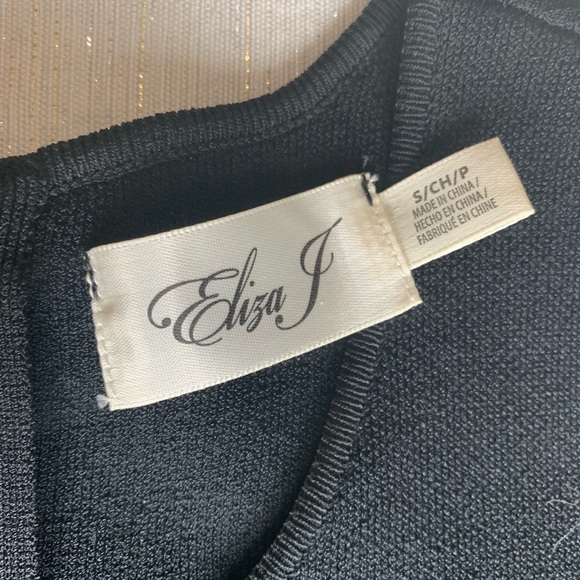 Eliza J
S/CH/P
MADE IN CHINA/
HECHO EN CHINA/
FABRIQUÉ EN CHINE